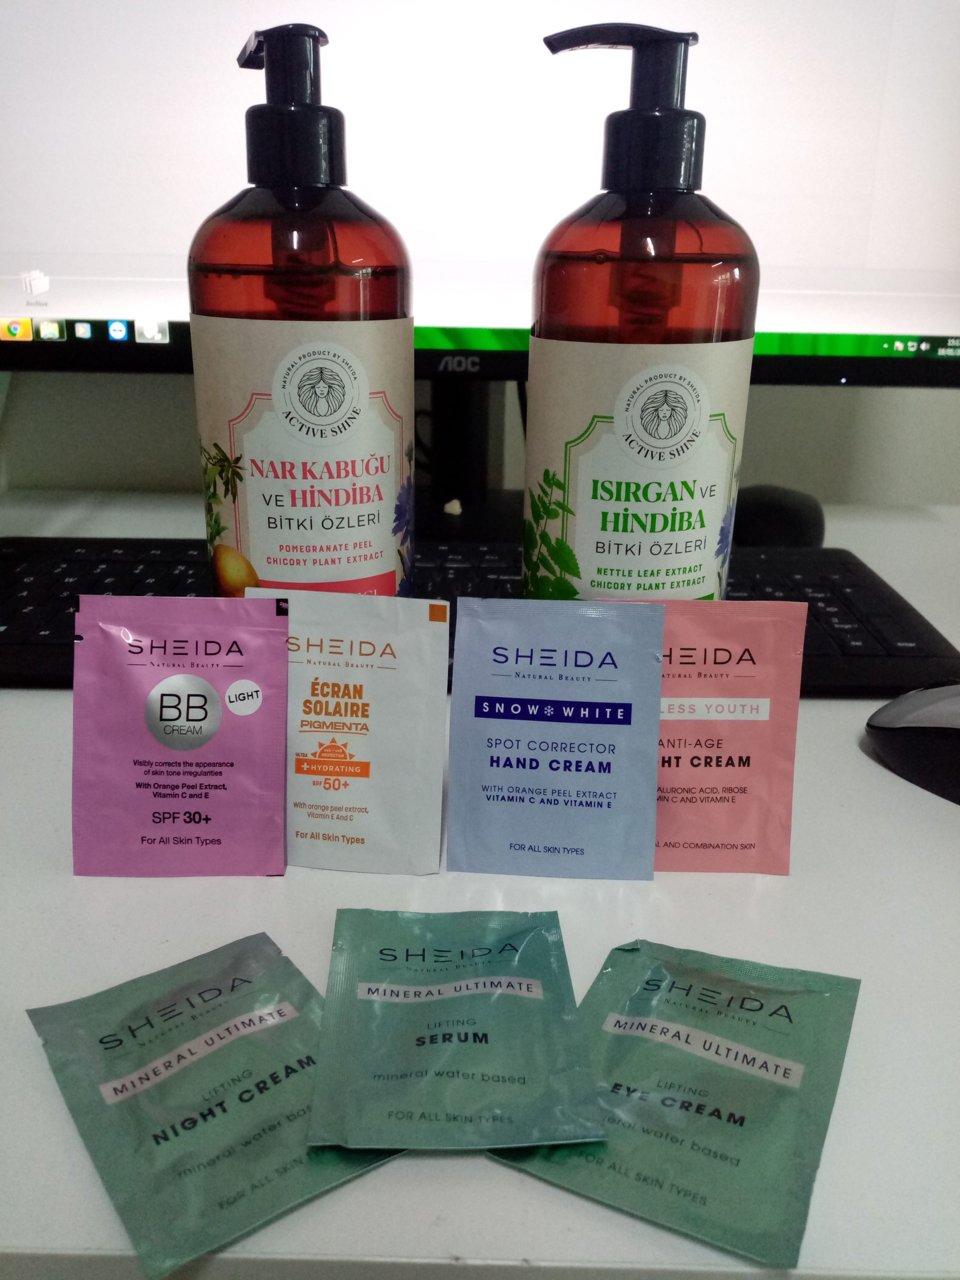 Archive
AOC
NATURAL PRODUCT BY SHEIDA
ACTIVE SHINE
NAR KABUĞU
VE HİNDİBA
BİTKİ ÖZLERİ
POMEGRANATE PEEL
CHICORY PLANT EXTRACT
NATURAL PRODUCT BY SHEIDA
ACTIVE SHINE
ISIRGAN VE
HİNDİBA
BİTKİ ÖZLERİ
NETTLE LEAF EXTRACT
CHICORY PLANT EXTRACT
SHEIDA
NATURAL BEAUTY
BB
CREAM
LIGHT
Visibly corrects the appearance
of skin tone irregularities
With Orange Peel Extract,
Vitamin C and E
SPF 30+
For All Skin Types
SHEIDA
NATURAL BEAUTY
ÉCRAN
SOLAIRE
PIGMENTA
ULTRA
+HYDRATING
SPF 50+
With orange peel extract,
Vitamin E And C
For All Skin Types
SHEIDA
NATURAL BEAUTY
SNOW WHITE
SPOT CORRECTOR
HAND CREAM
WITH ORANGE PEEL EXTRACT
VITAMIN C AND VITAMIN E
FOR ALL SKIN TYPES
HEIDA
NATURAL BEAUTY
LESS YOUTH
ANTI-AGE
HT CREAM
ALURONIC ACID, RIBOSE
MIN C AND VITAMIN E
AL AND COMBINATION SKIN
SHEIDA
NATURAL BEAUTY
MINERAL ULTIMATE
LIFTING
NIGHT CREAM
mineral water bas
FOR ALL SKIN
SHEIDA
NATURAL BEAUTY
MINERAL ULTIMATE
LIFTING
SERUM
mineral water based
FOR ALL SKIN TYPES
SHEIDA
NATURAL BEAUTY
MINERAL ULTIMATE
LIFTING
EYE CREAM
eral water based
FOR ALL SKIN TYPES